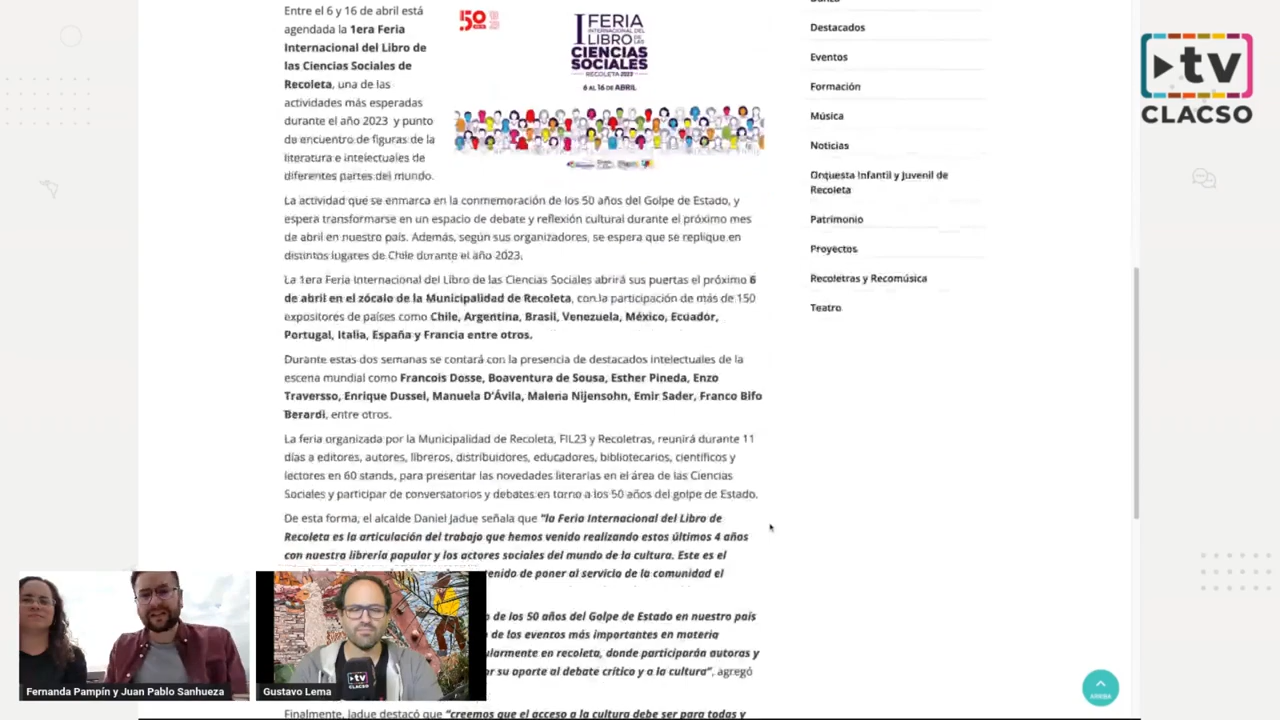 Entre el 6 y 16 de abril está
agendada la 1era Feria
Internacional del Libro de
las Ciencias Sociales de
Recoleta, una de las
actividades más esperadas
durante el año 2023 y punto
de encuentro de figuras de la
literatura e intelectuales de
diferentes partes del mundo.
50
I FERIA
INTERNACIONAL DEL
LIBRO DE LAS
CIENCIAS
SOCIALES
RECOLETA 2023
6 AL 16 DE ABRIL
La actividad que se enmarca en la conmemoración de los 50 años del Golpe de Estado, y
espera transformarse en un espacio de debate y reflexión cultural durante el próximo mes
de abril en nuestro país. Además, según sus organizadores, se espera que se replique en
distintos lugares de Chile durante el año 2023.
La 1era Feria Internacional del Libro de las Ciencias Sociales abrirá sus puertas el próximo 6
de abril en el zócalo de la Municipalidad de Recoleta, con la participación de más de 150
expositores de países como Chile, Argentina, Brasil, Venezuela, México, Ecuador,
Portugal, Italia, España y Francia entre otros.
Durante estas dos semanas se contará con la presencia de destacados intelectuales de la
escena mundial como Francois Dosse, Boaventura de Sousa, Esther Pineda, Enzo
Traversso, Enrique Dussel, Manuela D'Ávila, Malena Nijensohn, Emir Sader, Franco Bifo
Berardi, entre otros.
La feria organizada por la Municipalidad de Recoleta, FIL23 y Recoletras, reunirá durante 11
días a editores, autores, libreros, distribuidores, educadores, bibliotecarios, científicos y
lectores en 60 stands, para presentar las novedades literarias en el área de las Ciencias
Sociales y participar de conversatorios y debates en torno a los 50 años del golpe de Estado.
De esta forma, el alcalde Daniel Jadue señala que "la Feria Internacional del Libro de
Recoleta es la articulación del trabajo que hemos venido realizando estos últimos 4 años
con nuestra librería popular y los actores sociales del mundo de la cultura. Este es el
de poner al servicio de la comunidad el
de los 50 años del Golpe de Estado en nuestro país
de los eventos más importantes en materia
en recoleta, donde participarán autoras y
su aporte al debate crítico y a la cultura", agregó
Finalmente, Jadue destacó que "creemos que el acceso a la cultura debe ser para todas y
Danza
Destacados
Eventos
Formación
Música
Noticias
Orquesta Infantil y Juvenil de
Recoleta
Patrimonio
Proyectos
Recoletras y Recomúsica
Teatro
tv
CLACSO
ARRIBA
tv
CLACSO
Fernanda Pampín y Juan Pablo Sanhueza
Gustavo Lema